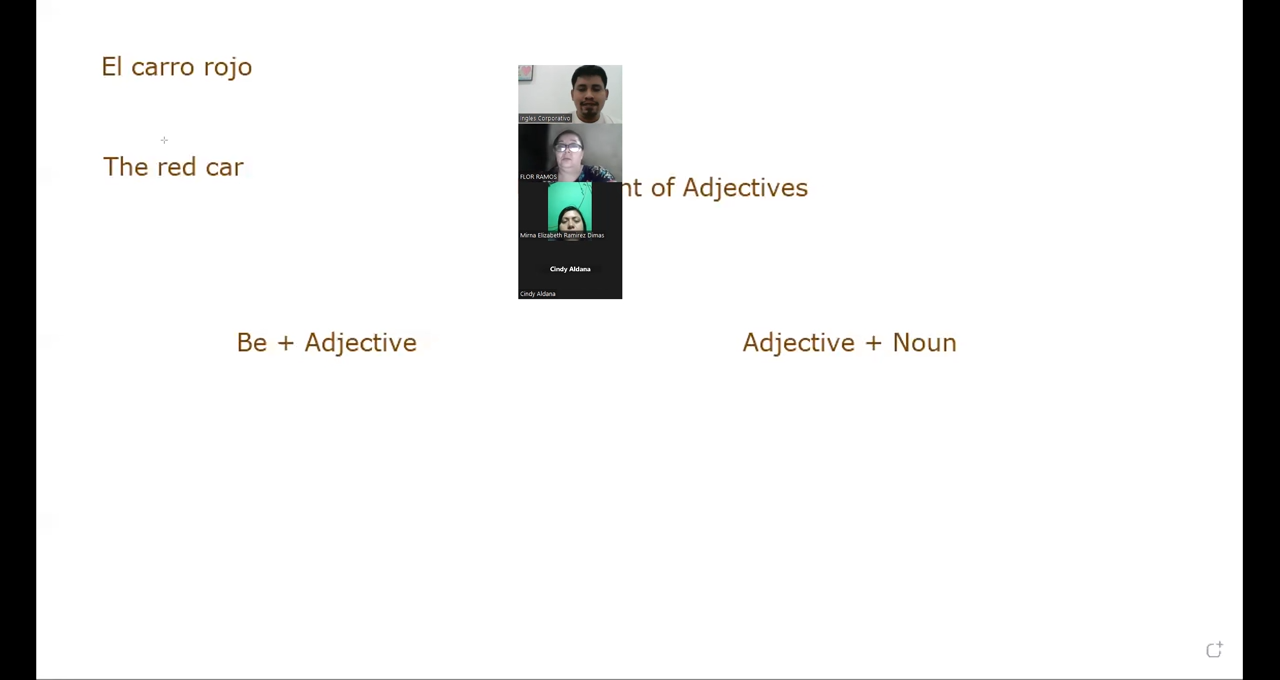 El carro rojo
The red car
of Adjectives
Be + Adjective
Adjective + Noun
Ingles Corporativo
FLOR RAMOS
Mirna Elizabeth Ramirez Dimas
Cindy Aldana
Cindy Aldana